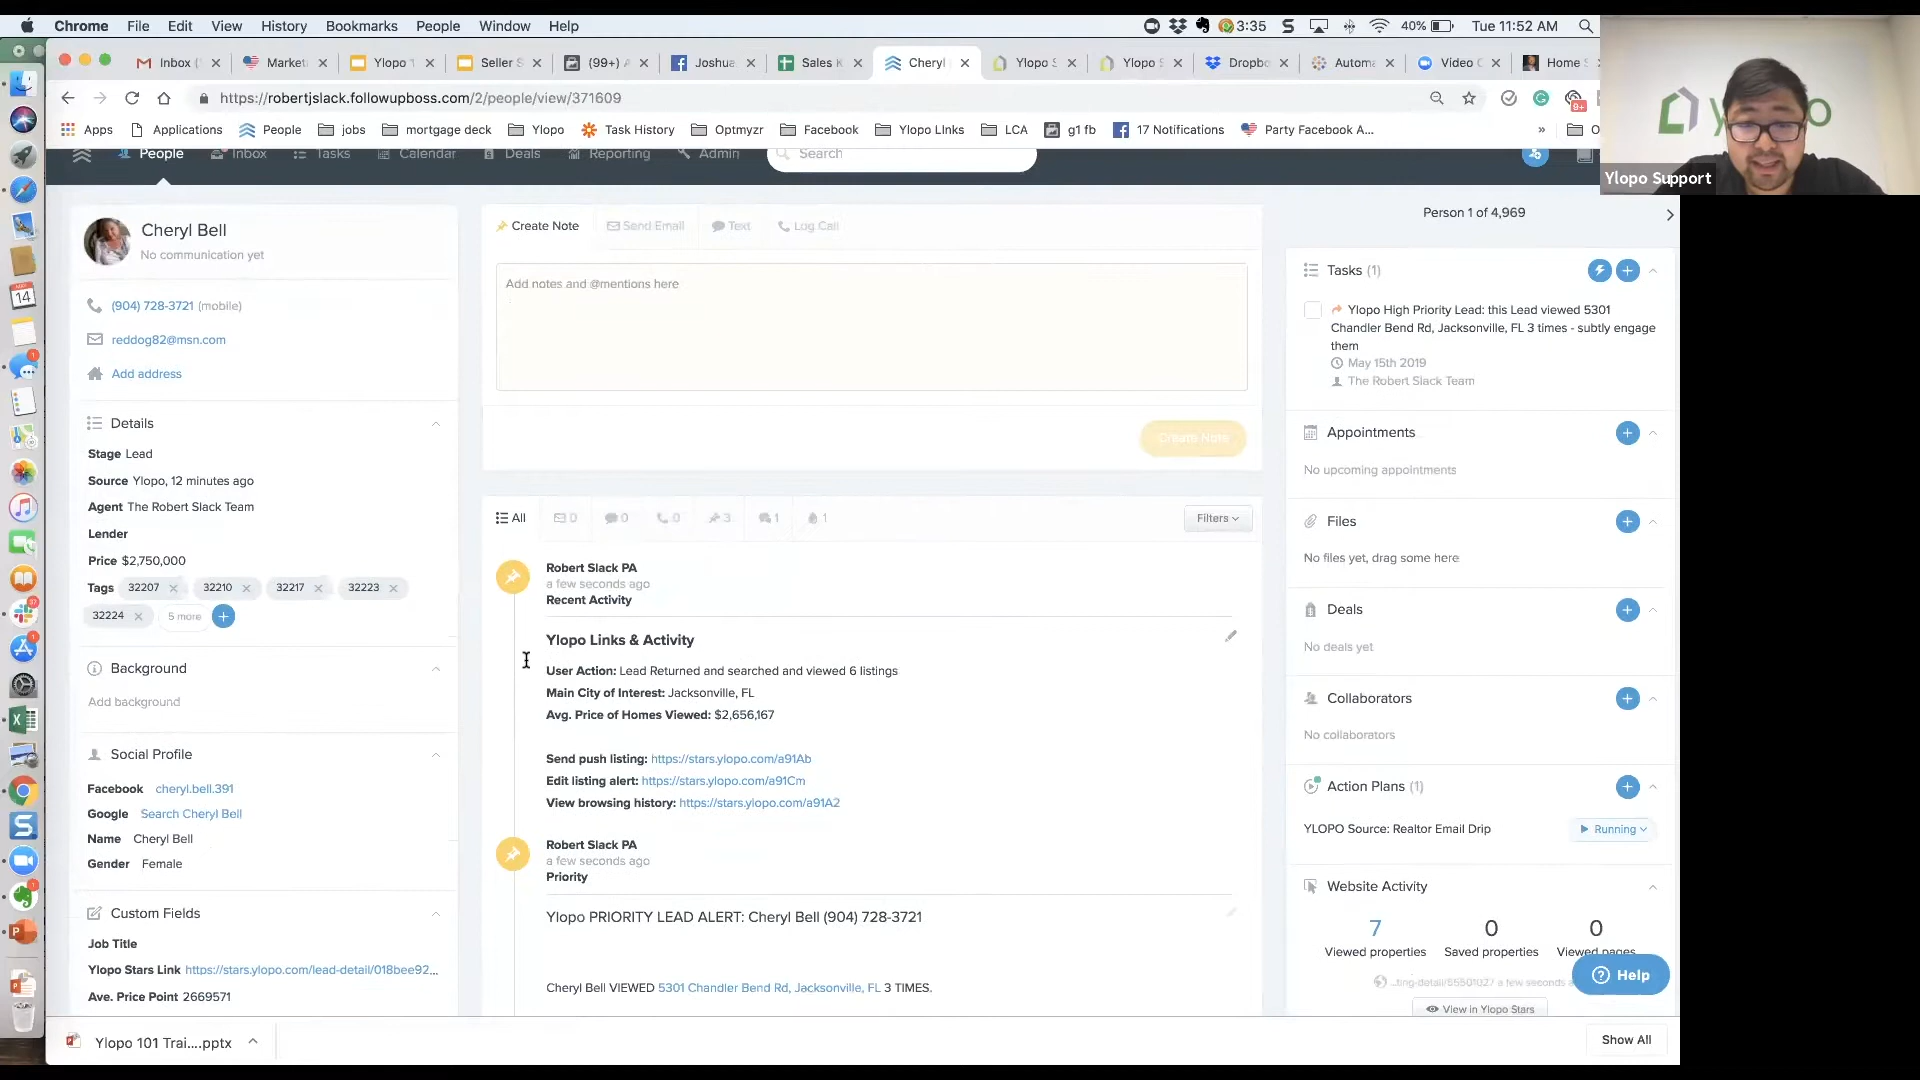 Chrome File Edit View History Bookmarks People Window Help
3:35 40% Tue 11:52 AM
Inbox ( Marketi Ylopo Seller S (99+) Joshua Sales K Cheryl Ylopo S Ylopo S Dropbo Automa Video C Home S
https://robertjslack.followupboss.com/2/people/view/371609
9+
Apps Applications People jobs mortgage deck Ylopo Task History Optmyzr Facebook Ylopo LInks LCA g1 fb 17 Notifications Party Facebook A... »
People Inbox Tasks Calendar Deals Reporting Admin Search
Ylopo Support
Person 1 of 4,969
Cheryl Bell
No communication yet
(904) 728-3721 (mobile)
reddog82@msn.com
Add address
Details
Stage Lead
Source Ylopo, 12 minutes ago
Agent The Robert Slack Team
Lender
Price $2,750,000
Tags 32207 32210 32217 32223
32224 5 more
Background
Add background
Social Profile
Facebook cheryl.bell.391
Google Search Cheryl Bell
Name Cheryl Bell
Gender Female
Custom Fields
Job Title
Ylopo Stars Link https://stars.ylopo.com/lead-detail/018bee92...
Ave. Price Point 2669571
Create Note Send Email Text Log Call
Add notes and @mentions here
Create Note
All 0 0 0 3 1 1 Filters
Robert Slack PA
a few seconds ago
Recent Activity
Ylopo Links & Activity
User Action: Lead Returned and searched and viewed 6 listings
Main City of Interest: Jacksonville, FL
Avg. Price of Homes Viewed: $2,656,167
Send push listing: https://stars.ylopo.com/a91Ab
Edit listing alert: https://stars.ylopo.com/a91Cm
View browsing history: https://stars.ylopo.com/a91A2
Robert Slack PA
a few seconds ago
Priority
Ylopo PRIORITY LEAD ALERT: Cheryl Bell (904) 728-3721
Cheryl Bell VIEWED 5301 Chandler Bend Rd, Jacksonville, FL 3 TIMES.
Tasks (1)
Ylopo High Priority Lead: this Lead viewed 5301
Chandler Bend Rd, Jacksonville, FL 3 times - subtly engage
them
May 15th 2019
The Robert Slack Team
Appointments
No upcoming appointments
Files
No files yet, drag some here
Deals
No deals yet
Collaborators
No collaborators
Action Plans (1)
YLOPO Source: Realtor Email Drip Running
Website Activity
7 0 0
Viewed properties Saved properties Viewed pages
a few seconds
View in Ylopo Stars
Help
Ylopo 101 Trai....pptx
Show All